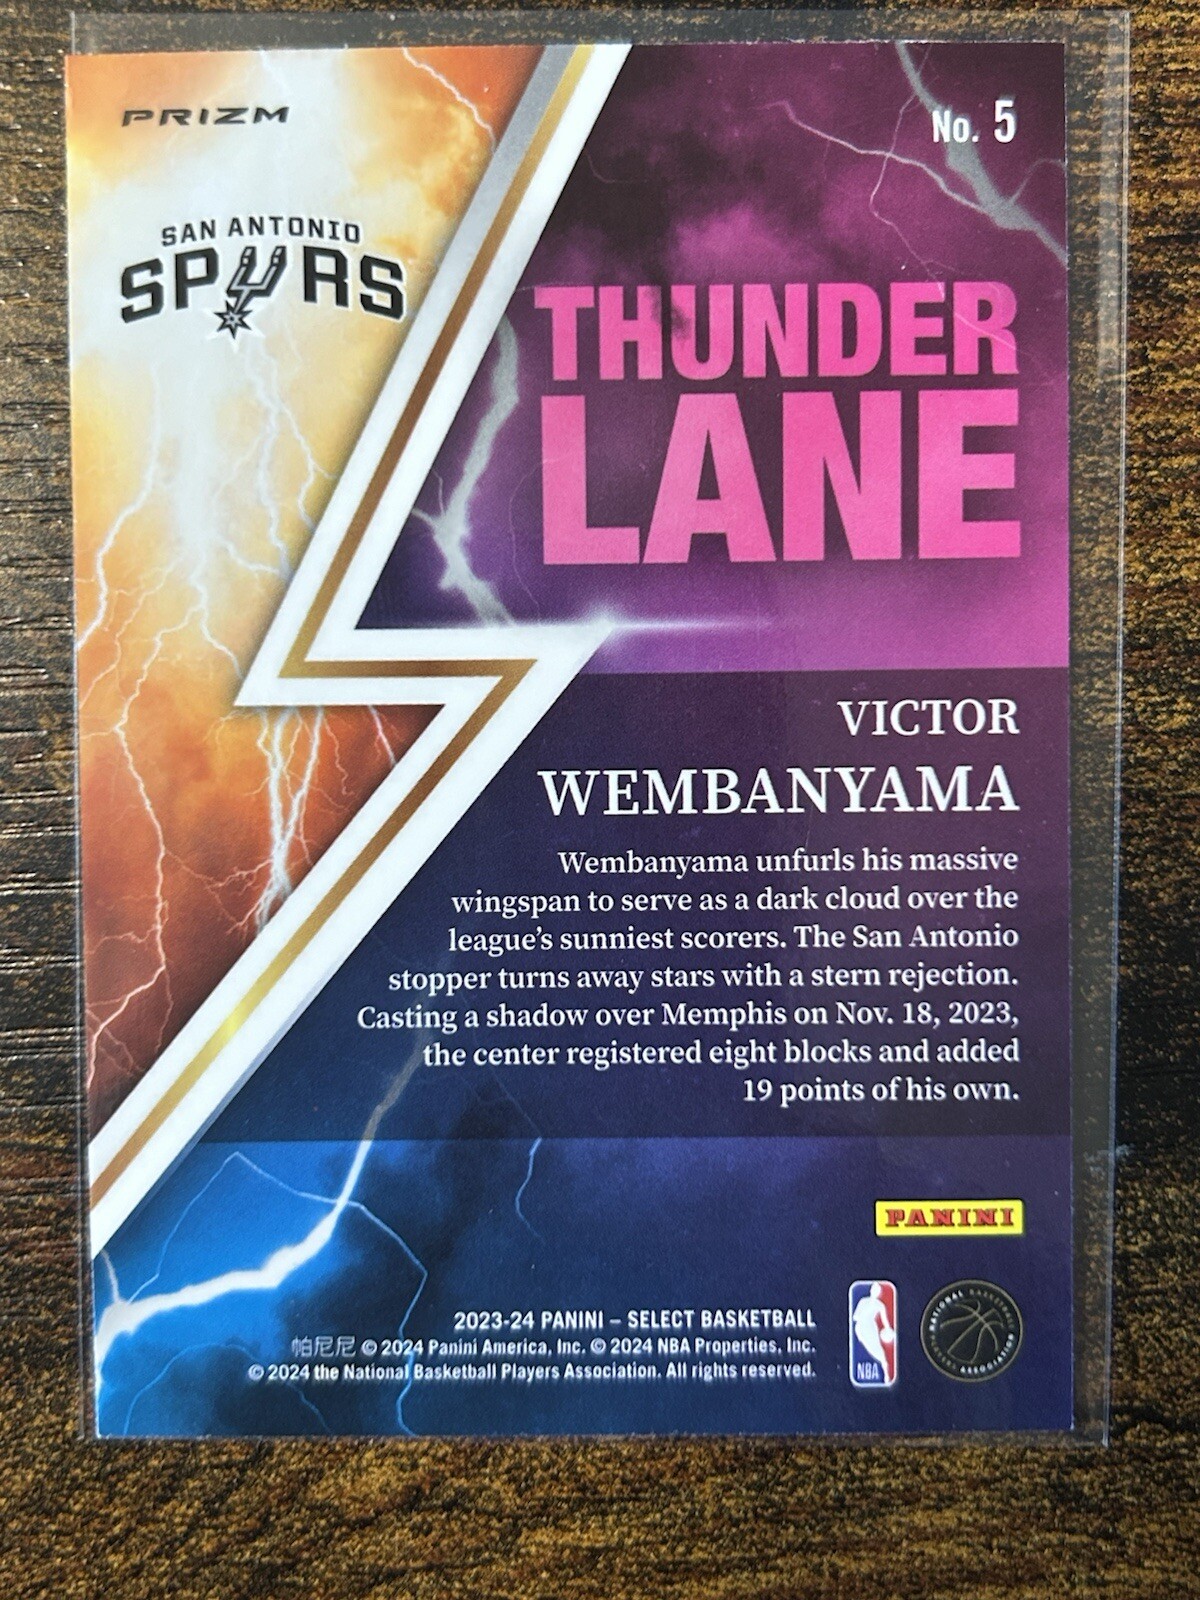 PRIZM
No. 5
SAN ANTONIO
SPURS
THUNDER
LANE
VICTOR
WEMBANYAMA
Wembanyama unfurls his massive
wingspan to serve as a dark cloud over the
league's sunniest scorers. The San Antonio
stopper turns away stars with a stern rejection.
Casting a shadow over Memphis on Nov. 18, 2023,
the center registered eight blocks and added
19 points of his own.
PANINI
2023-24 PANINI – SELECT BASKETBALL
帕尼尼 © 2024 Panini America, Inc. © 2024 NBA Properties, Inc.
© 2024 the National Basketball Players Association. All rights reserved.
NBA
NATIONAL BASKETBALL
PLAYERS ASSOCIATION